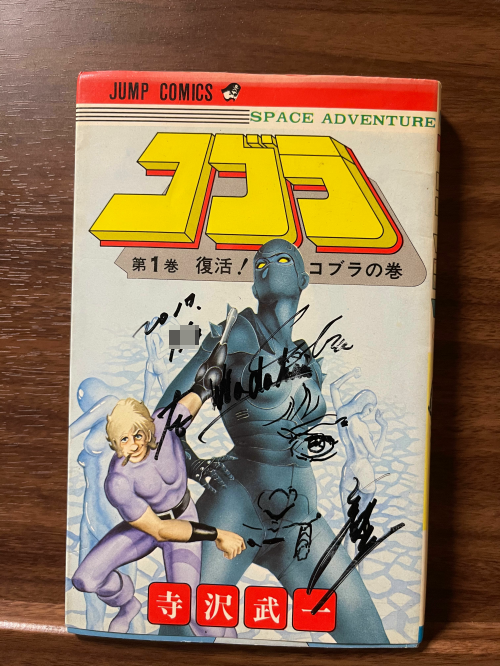 JUMP COMICS
SPACE ADVENTURE
コブラ
第1巻 復活!コブラの巻
2017.
寺沢武一